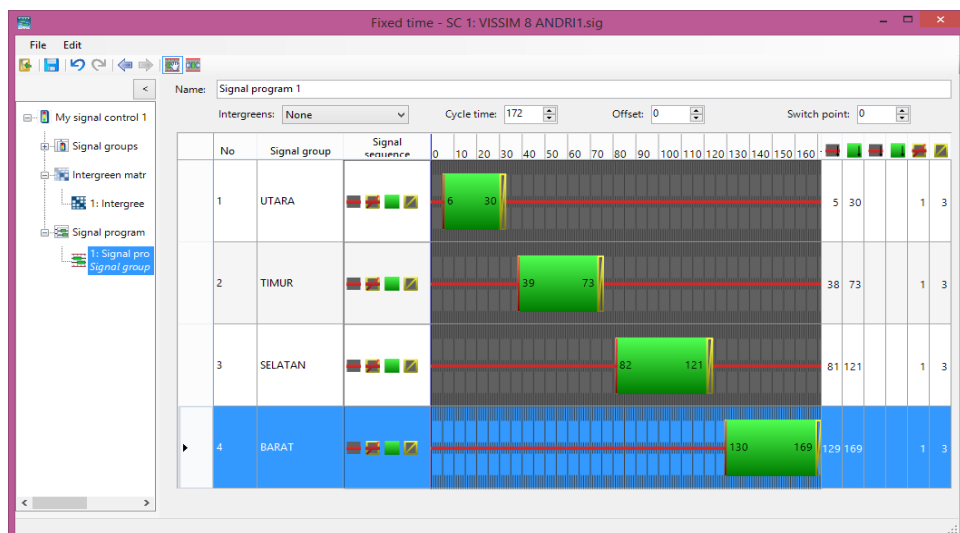 Fixed time - SC 1: VISSIM 8 ANDRI1.sig
File Edit
< Name: Signal program 1
Intergreens: None Cycle time: 172 Offset: 0 Switch point: 0
My signal control 1
Signal groups
Intergreen matr
1: Intergree
Signal program
1: Signal pro
Signal group
No Signal group Signal sequence 0 10 20 30 40 50 60 70 80 90 100 110 120 130 140 150 160
1 UTARA 6 30 5 30 1 3
2 TIMUR 39 73 38 73 1 3
3 SELATAN 82 121 81 121 1 3
4 BARAT 130 169 129 169 1 3
< >